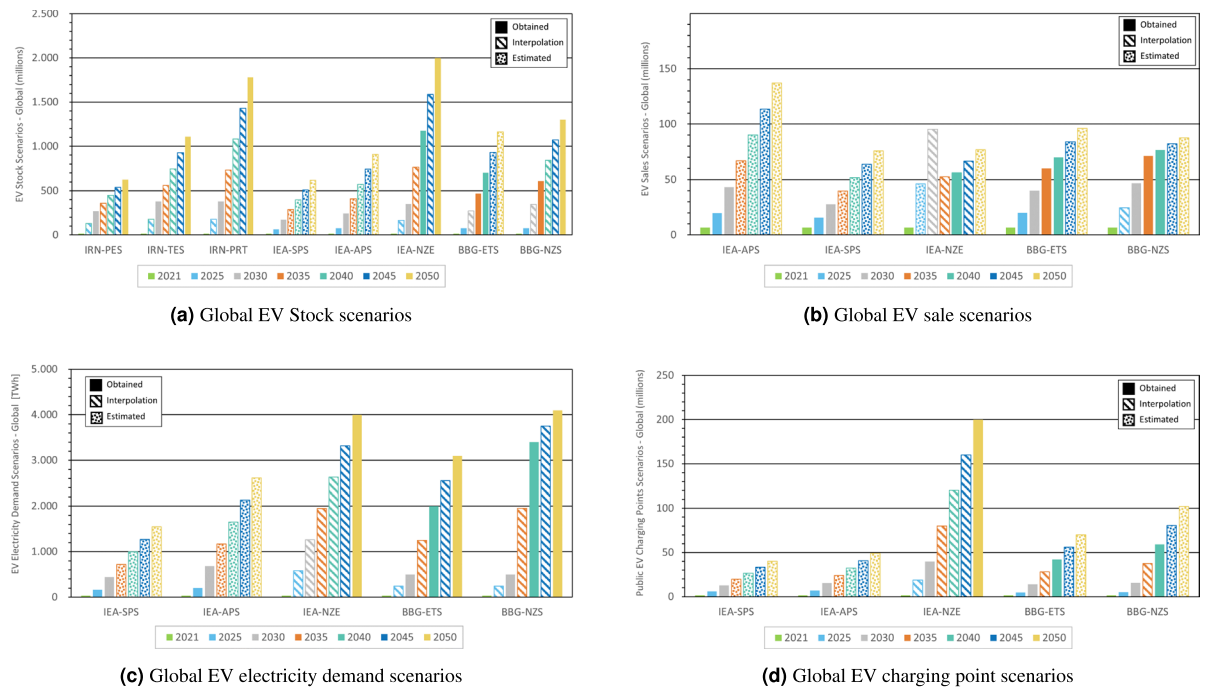 EV Stock Scenarios - Global (millions)
2.500
2.000
1.500
1.000
500
0
Obtained
Interpolation
Estimated
IRN-PES IRN-TES IRN-PRT IEA-SPS IEA-APS IEA-NZE BBG-ETS BBG-NZS
2021 2025 2030 2035 2040 2045 2050
(a) Global EV Stock scenarios
EV Sales Scenarios - Global (millions)
150
100
50
0
Obtained
Interpolation
Estimated
IEA-APS IEA-SPS IEA-NZE BBG-ETS BBG-NZS
2021 2025 2030 2035 2040 2045 2050
(b) Global EV sale scenarios
EV Electricity Demand Scenarios - Global [TWh]
5.000
4.000
3.000
2.000
1.000
0
Obtained
Interpolation
Estimated
IEA-SPS IEA-APS IEA-NZE BBG-ETS BBG-NZS
2021 2025 2030 2035 2040 2045 2050
(c) Global EV electricity demand scenarios
Public EV Charging Points Scenarios - Global (millions)
250
200
150
100
50
0
Obtained
Interpolation
Estimated
IEA-SPS IEA-APS IEA-NZE BBG-ETS BBG-NZS
2021 2025 2030 2035 2040 2045 2050
(d) Global EV charging point scenarios